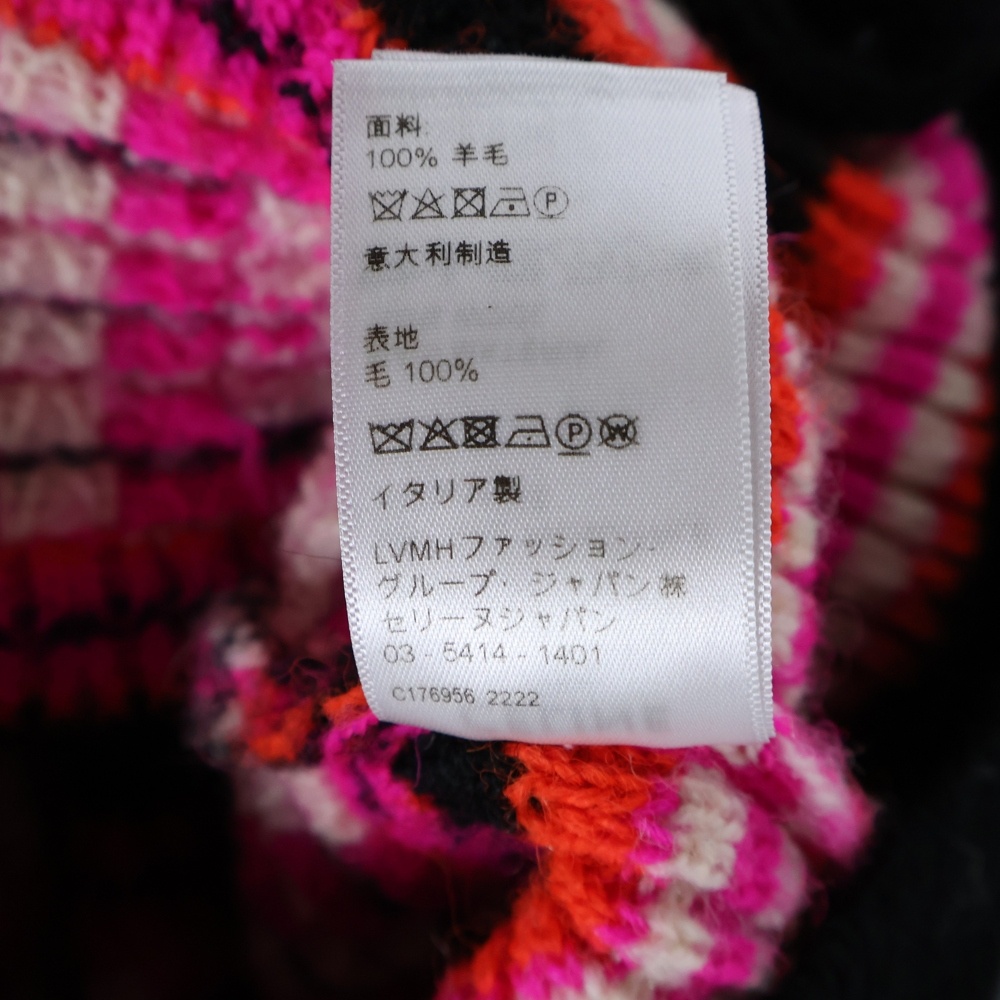 面料
100% 羊毛
P
意大利制造
表地
毛 100%
P W
イタリア製
LVMHファッション・
グループ・ジャパン株
セリーヌジャパン
03 - 5414 - 1401
C176956 2222